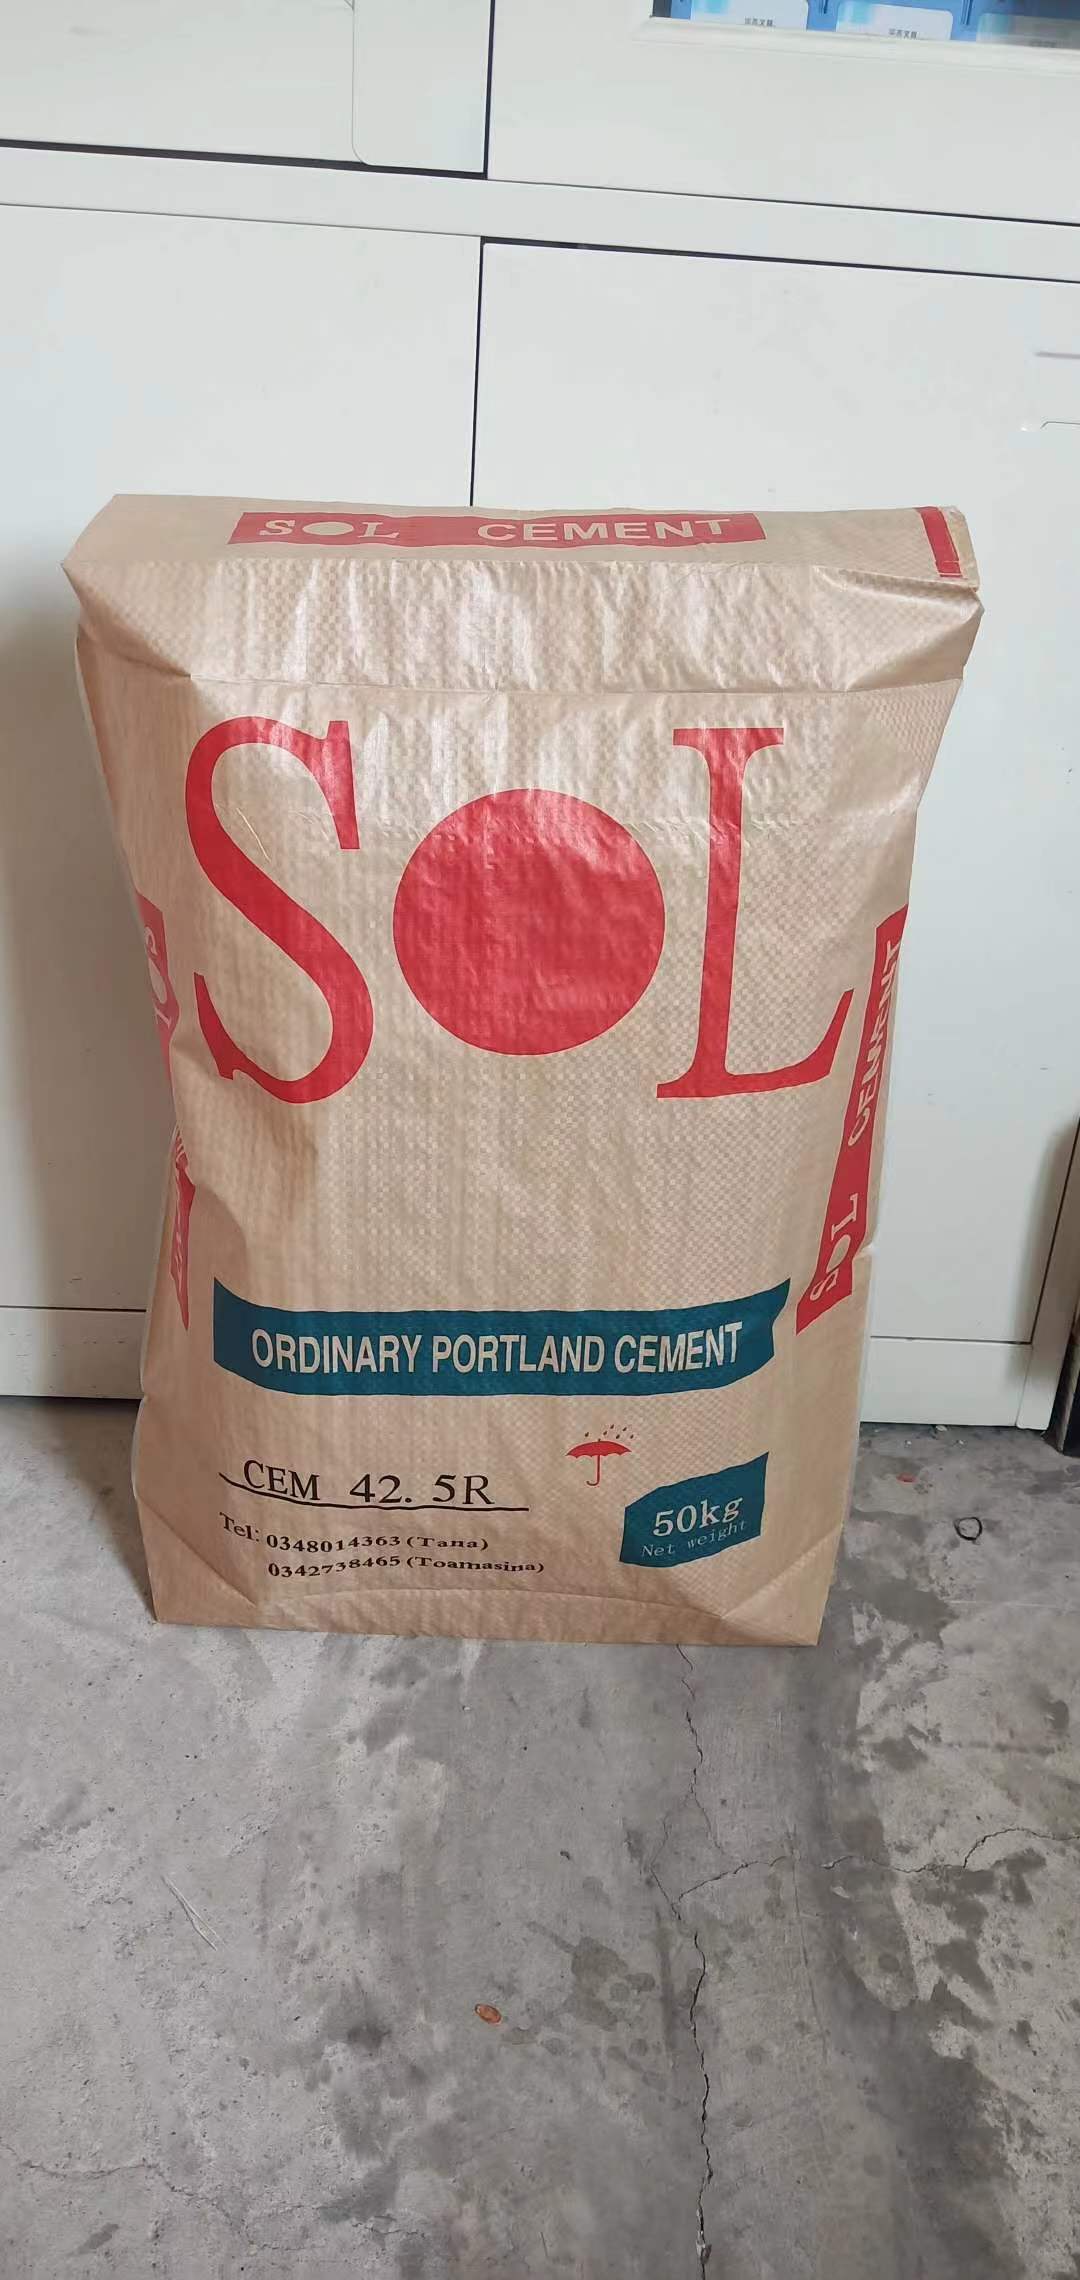 SOL CEMENT
SOL
SOL CEMENT
ORDINARY PORTLAND CEMENT
CEM 42.5R
Tel: 0348014363(Tana)
0342738465(Toamasina)
50kg
Net weight